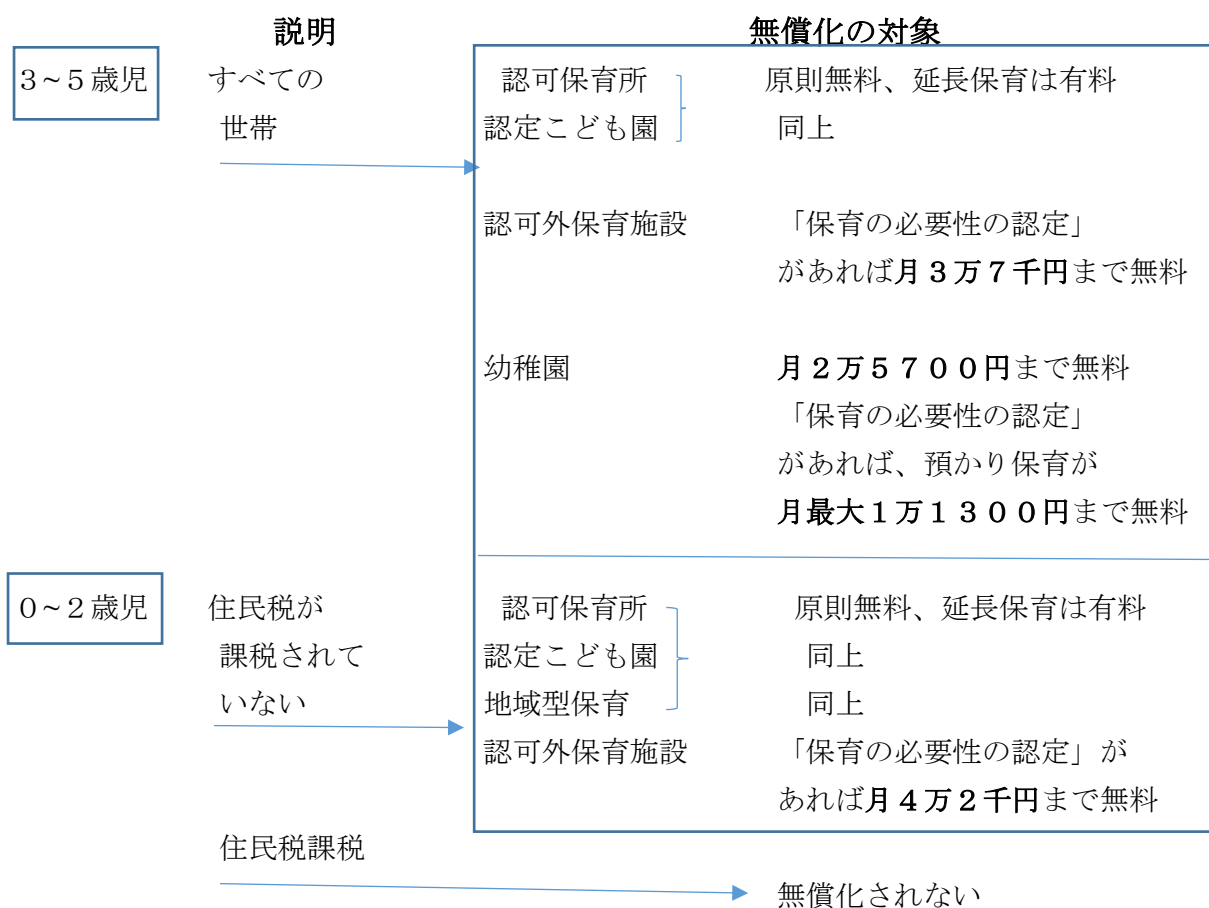 説明 無償化の対象
3~5歳児 すべての 認可保育所 原則無料、延長保育は有料
世帯 認定こども園 同上
認可外保育施設 「保育の必要性の認定」
があれば月3万7千円まで無料
幼稚園 月2万5700円まで無料
「保育の必要性の認定」
があれば、預かり保育が
月最大1万1300円まで無料
0~2歳児 住民税が 認可保育所 原則無料、延長保育は有料
課税されて 認定こども園 同上
いない 地域型保育 同上
認可外保育施設 「保育の必要性の認定」が
あれば月4万2千円まで無料
住民税課税
無償化されない